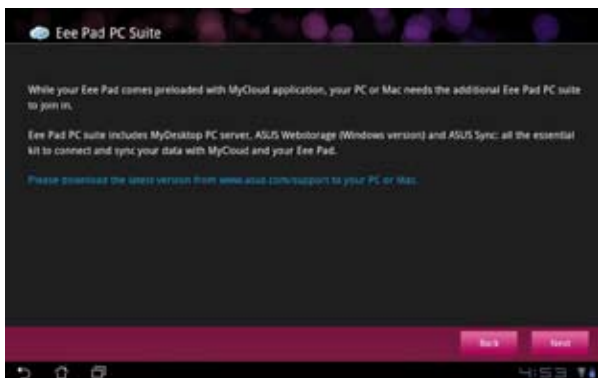 Eee Pad PC Suite
While your Eee Pad comes preloaded with MyCloud application, your PC or Mac needs the additional Eee Pad PC suite
to join in.
Eee Pad PC suite includes MyDesktop PC server, ASUS Webstorage (Windows version) and ASUS Sync: all the essential
kit to connect and sync your data with MyCloud and your Eee Pad.
Please download the latest version from www.asus.com/support to your PC or Mac.
Back Next
4:53